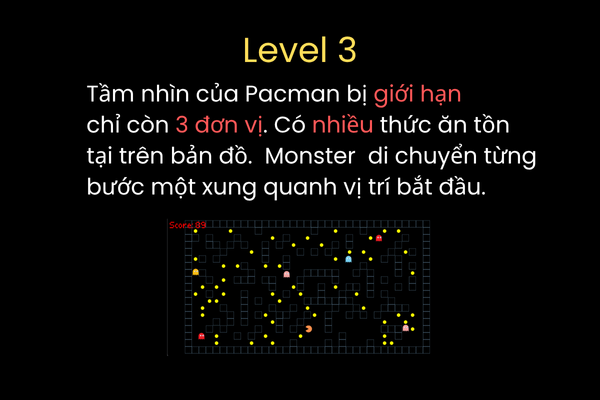 Level 3
Tầm nhìn của Pacman bị giới hạn
chỉ còn 3 đơn vị. Có nhiều thức ăn tồn
tại trên bản đồ. Monster di chuyển từng
bước một xung quanh vị trí bắt đầu.
Score: 89